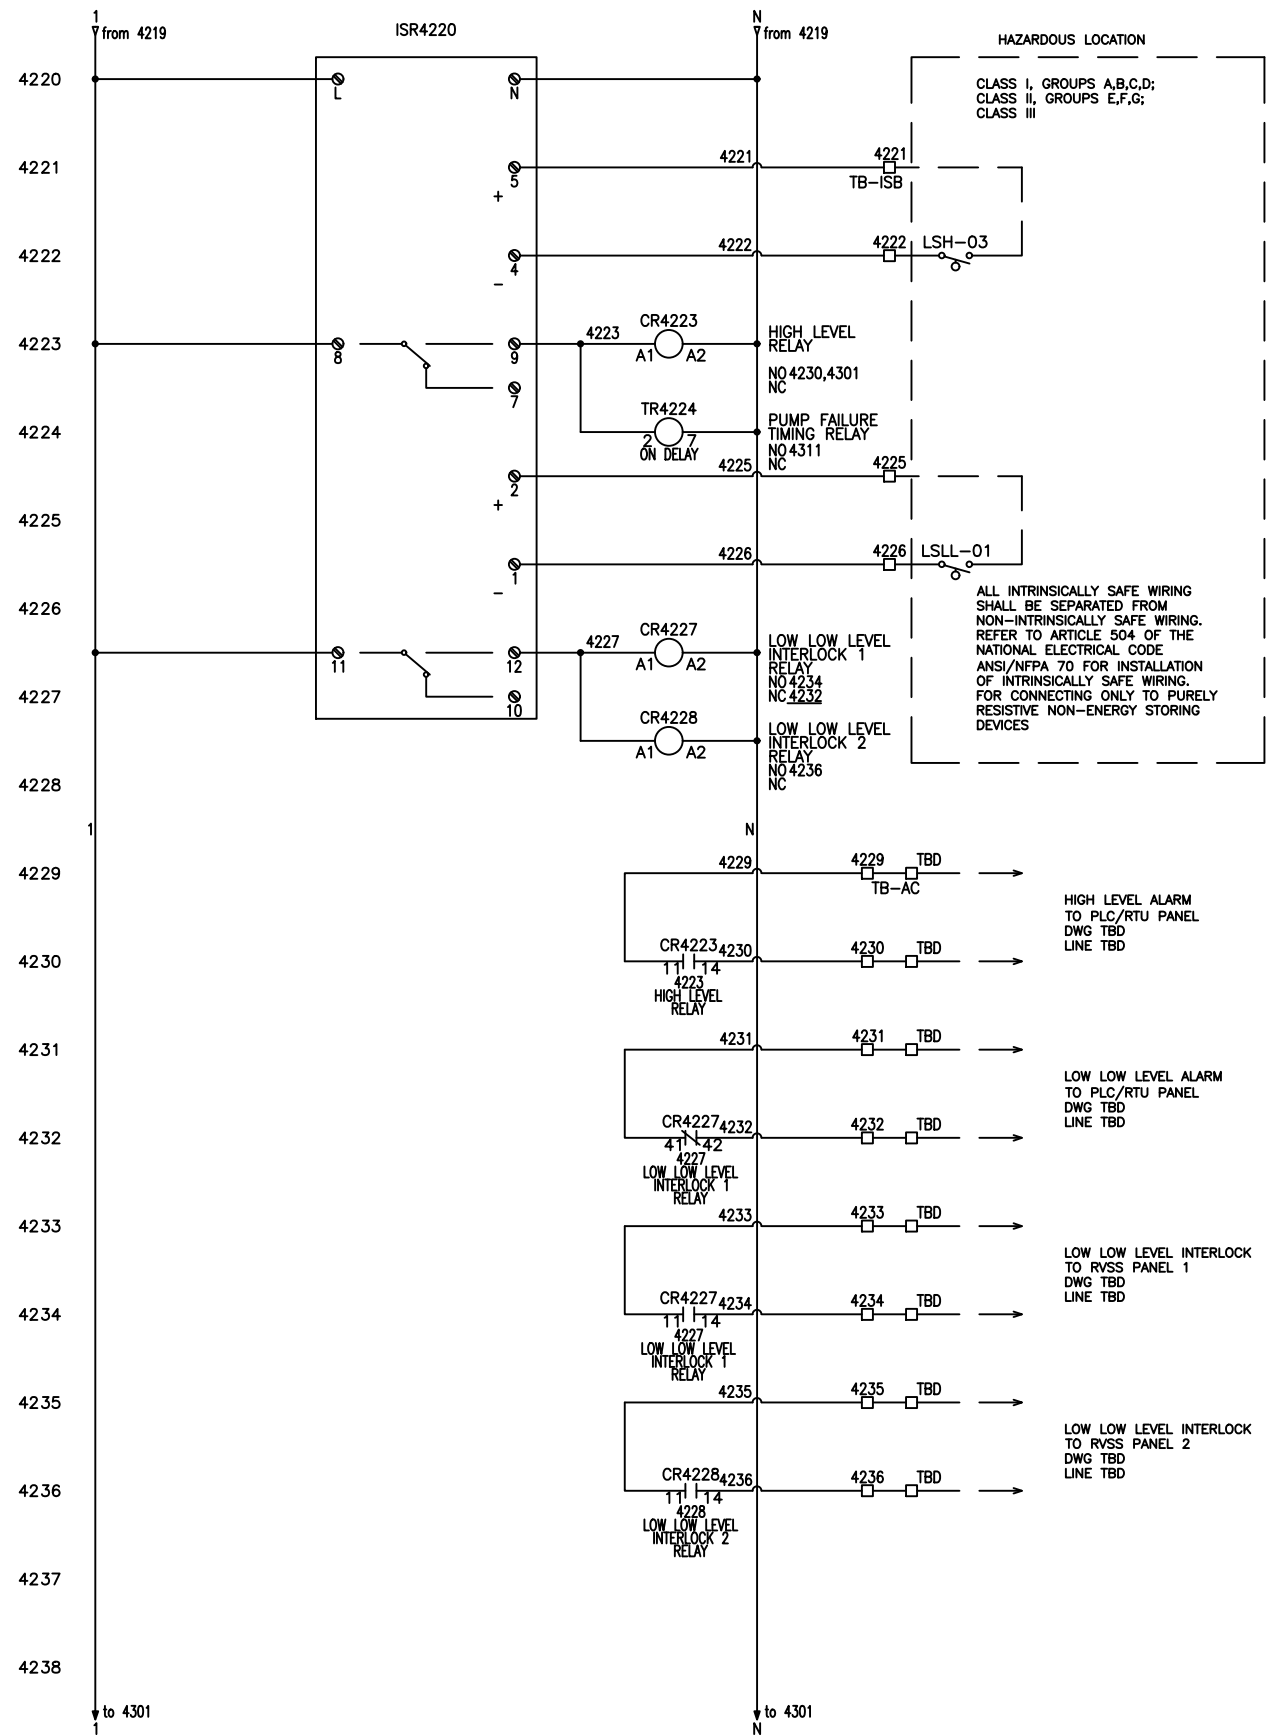 1
from 4219
ISR4220
N
from 4219
HAZARDOUS LOCATION
4220
L
N
CLASS I, GROUPS A,B,C,D;
CLASS II, GROUPS E,F,G;
CLASS III
4221
5
+
4221
4221
TB-ISB
4222
4
-
4222
4222
LSH-03
4223
8
9
7
4223
CR4223
A1
A2
HIGH LEVEL
RELAY
NO 4230,4301
NC
4224
TR4224
2
7
ON DELAY
PUMP FAILURE
TIMING RELAY
NO 4311
NC
2
+
4225
4225
4225
1
-
4226
4226
LSLL-01
4226
ALL INTRINSICALLY SAFE WIRING
SHALL BE SEPARATED FROM
NON-INTRINSICALLY SAFE WIRING.
REFER TO ARTICLE 504 OF THE
NATIONAL ELECTRICAL CODE
ANSI/NFPA 70 FOR INSTALLATION
OF INTRINSICALLY SAFE WIRING.
FOR CONNECTING ONLY TO PURELY
RESISTIVE NON-ENERGY STORING
DEVICES
11
12
10
4227
CR4227
A1
A2
LOW LOW LEVEL
INTERLOCK 1
RELAY
NO 4234
NC 4232
4227
CR4228
A1
A2
LOW LOW LEVEL
INTERLOCK 2
RELAY
NO 4236
NC
4228
1
N
4229
4229
4229
TBD
TB-AC
HIGH LEVEL ALARM
TO PLC/RTU PANEL
DWG TBD
LINE TBD
4230
CR4223
4230
11
14
4223
HIGH LEVEL
RELAY
4230
TBD
4231
4231
4231
TBD
LOW LOW LEVEL ALARM
TO PLC/RTU PANEL
DWG TBD
LINE TBD
4232
CR4227
4232
41
42
4227
LOW LOW LEVEL
INTERLOCK 1
RELAY
4232
TBD
4233
4233
4233
TBD
LOW LOW LEVEL INTERLOCK
TO RVSS PANEL 1
DWG TBD
LINE TBD
4234
CR4227
4234
11
14
4227
LOW LOW LEVEL
INTERLOCK 1
RELAY
4234
TBD
4235
4235
4235
TBD
LOW LOW LEVEL INTERLOCK
TO RVSS PANEL 2
DWG TBD
LINE TBD
4236
CR4228
4236
11
14
4228
LOW LOW LEVEL
INTERLOCK 2
RELAY
4236
TBD
4237
4238
to 4301
1
to 4301
N